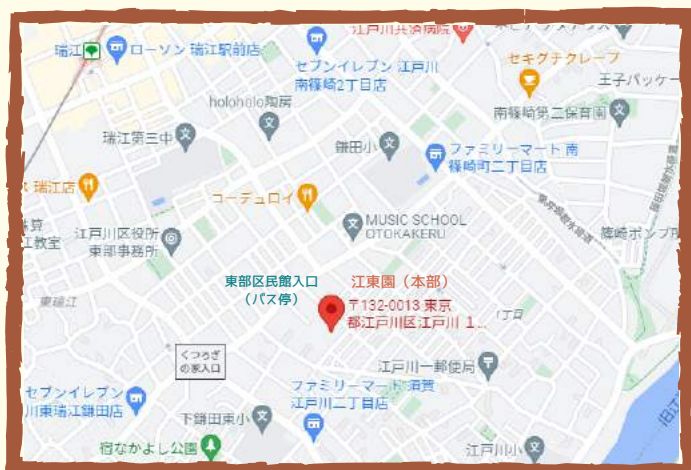 瑞江
ローソン 瑞江駅前店
江戸川共済病院
セブンイレブン 江戸川
南篠崎2丁目店
セキグチクレープ
王子パッケー
holoholo陶房
南篠崎第二保育園
瑞江第三中
鎌田小
ファミリーマート 南
篠崎町二丁目店
瑞江店
コーデュロイ
MUSIC SCHOOL
OTOKAKERU
江戸川区役所
東部事務所
工教室
篠崎ポンプ所
東部区民館入口
(バス停)
江東園(本部)
東瑞江
〒132-0013 東京
都江戸川区江戸川 1...
丁目
くつろぎ
の家入口
江戸川一郵便局
セブンイレブン
川東瑞江鎌田店
ファミリーマート 須賀
江戸川二丁目店
下鎌田東小
宿なかよし公園
江戸川小
旧江